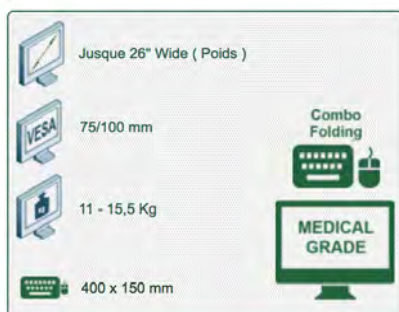 Jusque 26" Wide ( Poids )
VESA
75/100 mm
11 - 15,5 Kg
400 x 150 mm
Combo
Folding
MEDICAL
GRADE